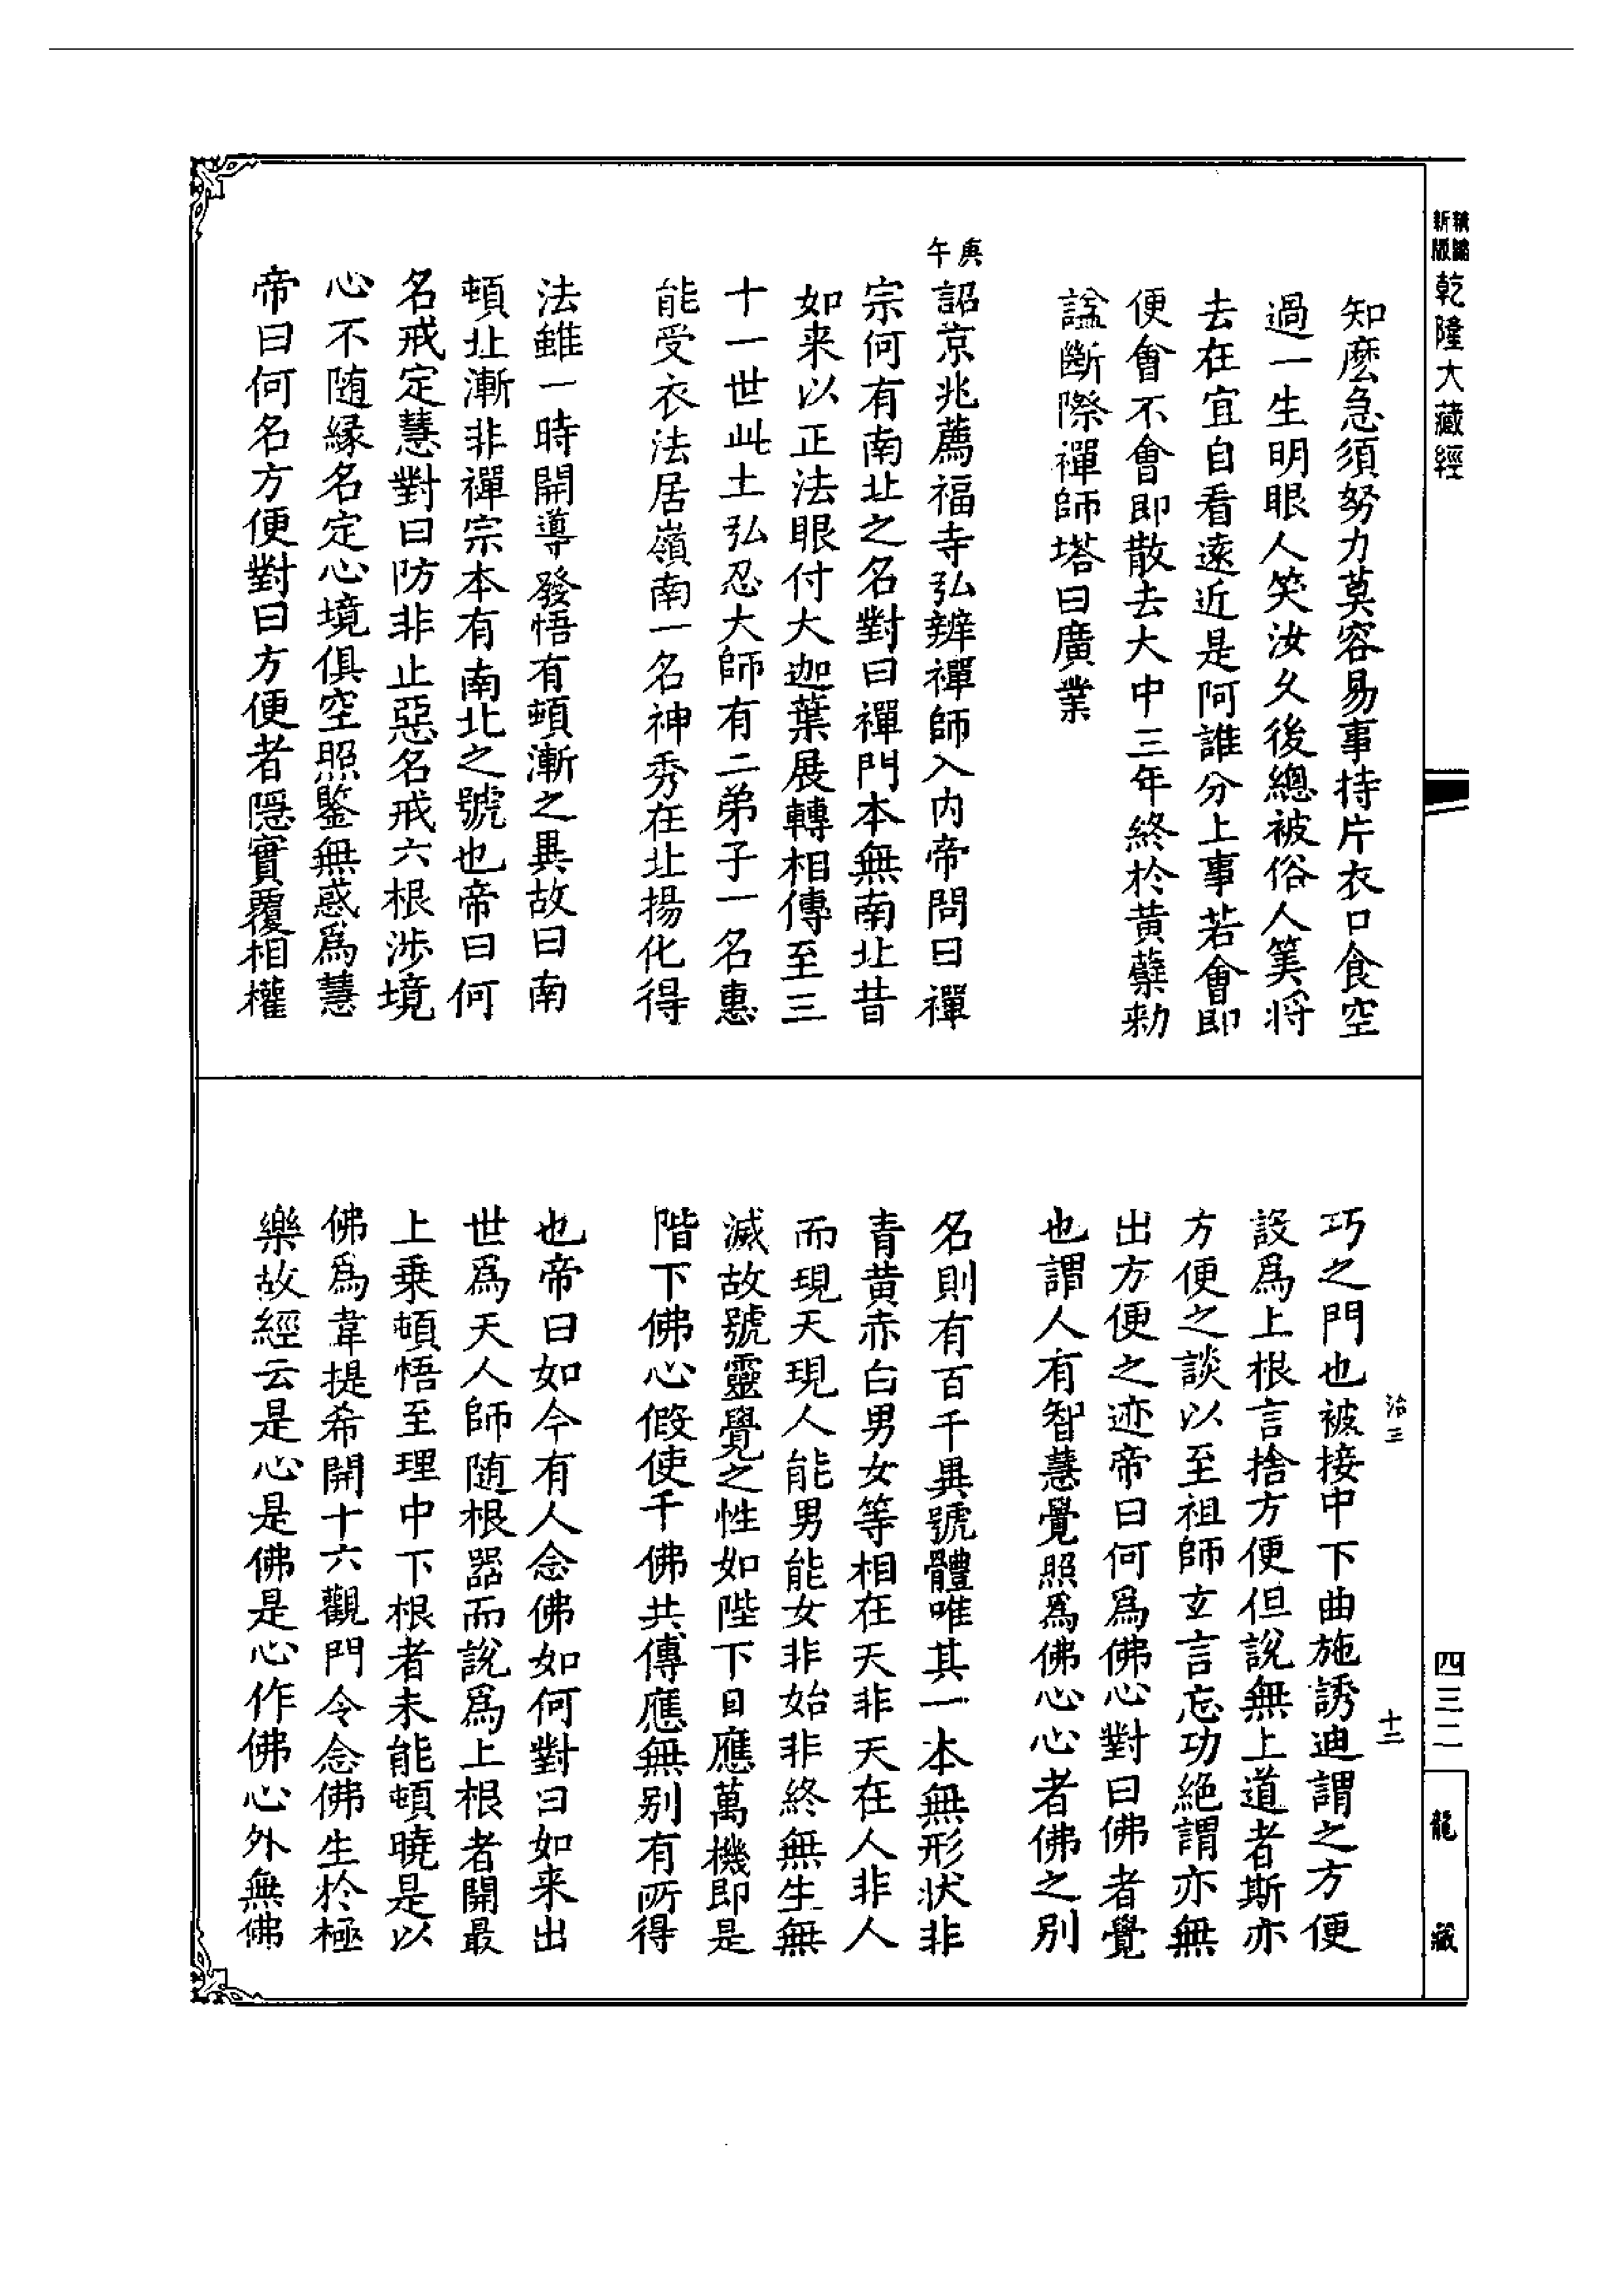 新版
精縮
乾隆大藏經
四三二
龍藏
知麽急須努力莫容易事持片衣口食空
過一生明眼人笑汝久後總被俗人筭將
去在宜自看遠近是阿誰分上事若會即
便會不會即散去大中三年終於黄蘗勅
諡斷際禪師塔曰廣業
庚午
詔京兆薦福寺弘辨禪師入内帝問曰禪
宗何有南北之名對曰禪門本無南北昔
如来以正法眼付大迦葉展轉相傳至三
十一世此土弘忍大師有二弟子一名惠
能受衣法居嶺南一名神秀在北揚化得
法雖一時開導發悟有頓漸之異故曰南
頓北漸非禪宗本有南北之號也帝曰何
名戒定慧對曰防非止惡名戒六根涉境
心不随縁名定心境俱空照鑒無惑爲慧
帝曰何名方便對曰方便者隱實覆相權
治三
十二
巧之門也被接中下曲施誘迪謂之方便
設爲上根言捨方便但說無上道者斯亦
方便之談以至祖師玄言忘功絶謂亦無
出方便之迹帝曰何爲佛心對曰佛者覺
也謂人有智慧覺照爲佛心心者佛之别
名則有百千異號體唯其一本無形状非
青黄赤白男女等相在天非天在人非人
而現天現人能男能女非始非終無生無
滅故號靈覺之性如陛下日應萬機即是
階下佛心假使千佛共傳應無别有所得
也帝曰如今有人念佛如何對曰如来出
世爲天人師随根器而說爲上根者開最
上乗頓悟至理中下根者未能頓曉是以
佛爲韋提希開十六觀門令念佛生於極
樂故經云是心是佛是心作佛心外無佛